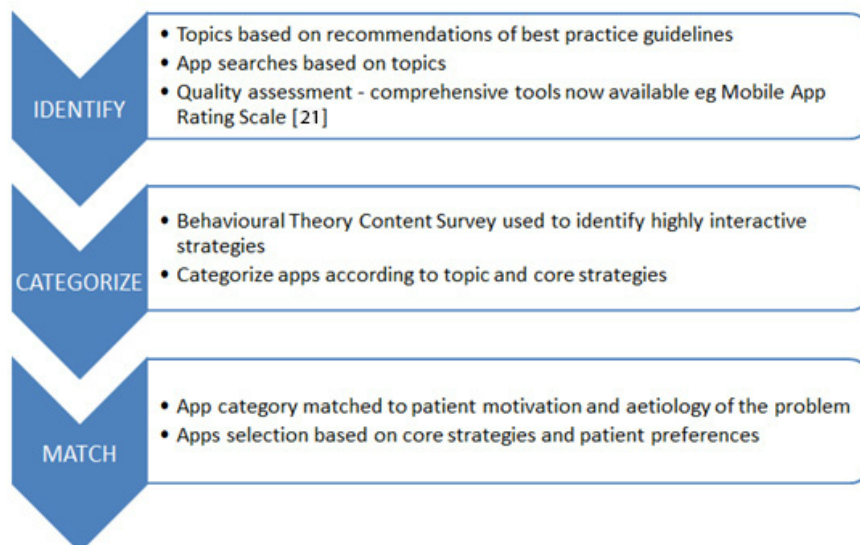 IDENTIFY
• Topics based on recommendations of best practice guidelines
• App searches based on topics
• Quality assessment - comprehensive tools now available eg Mobile App
Rating Scale [21]
CATEGORIZE
• Behavioural Theory Content Survey used to identify highly interactive
strategies
• Categorize apps according to topic and core strategies
MATCH
• App category matched to patient motivation and aetiology of the problem
• Apps selection based on core strategies and patient preferences